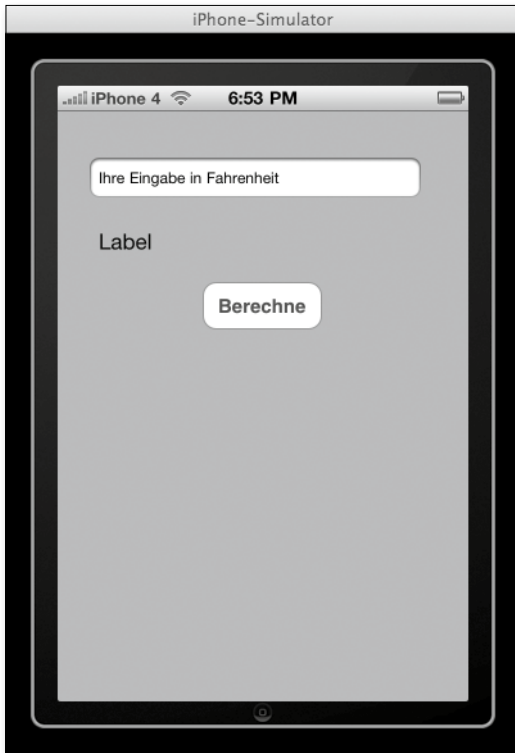 iPhone-Simulator
iPhone 4 6:53 PM
Ihre Eingabe in Fahrenheit
Label
Berechne